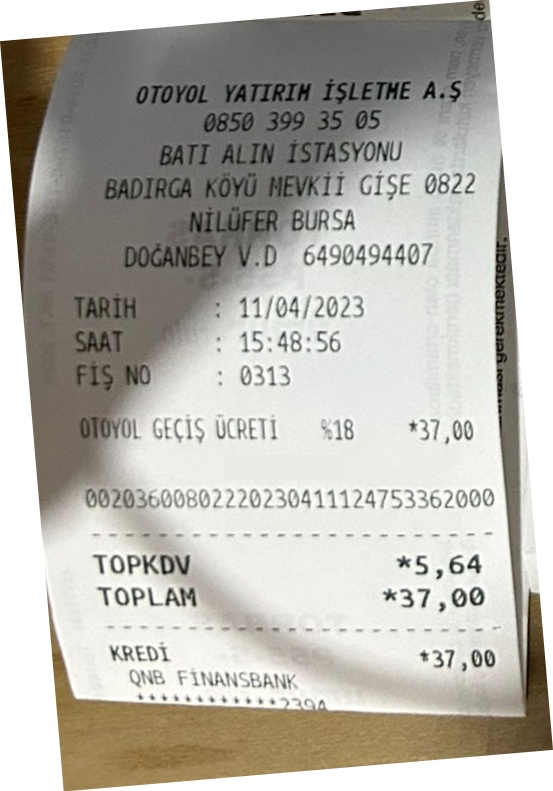 OTOYOL YATIRIM İŞLETME A.Ş
0850 399 35 05
BATI ALIN İSTASYONU
BADIRGA KÖYÜ MEVKİİ GİŞE 0822
NİLÜFER BURSA
DOĞANBEY V.D 6490494407
TARİH : 11/04/2023
SAAT : 15:48:56
FİŞ NO : 0313
OTOYOL GEÇİŞ ÜCRETİ %18 *37,00
002036008022202304111247533620​00
TOPKDV *5,64
TOPLAM *37,00
KREDİ *37,00
QNB FİNANSBANK
************2394